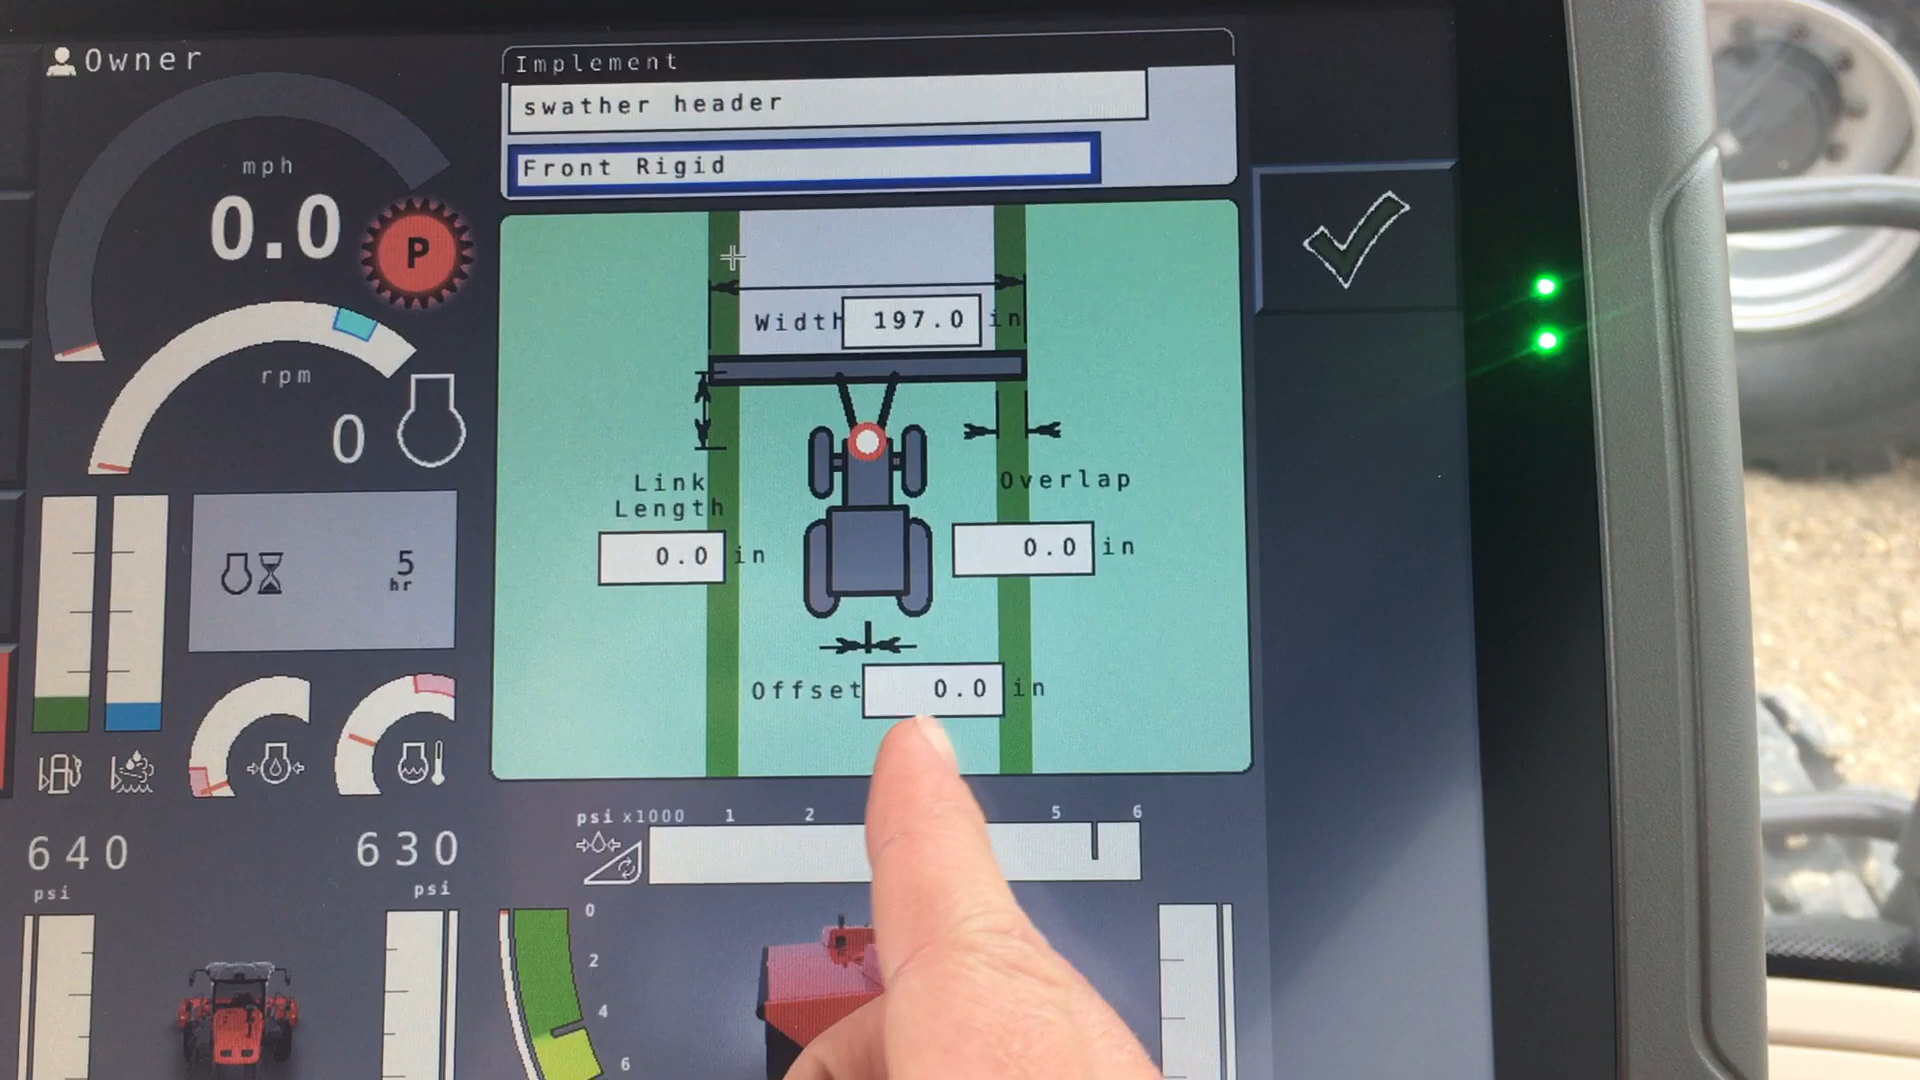 Owner
Implement
swather header
Front Rigid
mph
0.0
P
Width 197.0 in
rpm
0
Link
Length
0.0 in
Overlap
0.0 in
5
hr
Offset 0.0 in
psi x1000 1 2 5 6
640
psi
630
psi
0
2
4
6